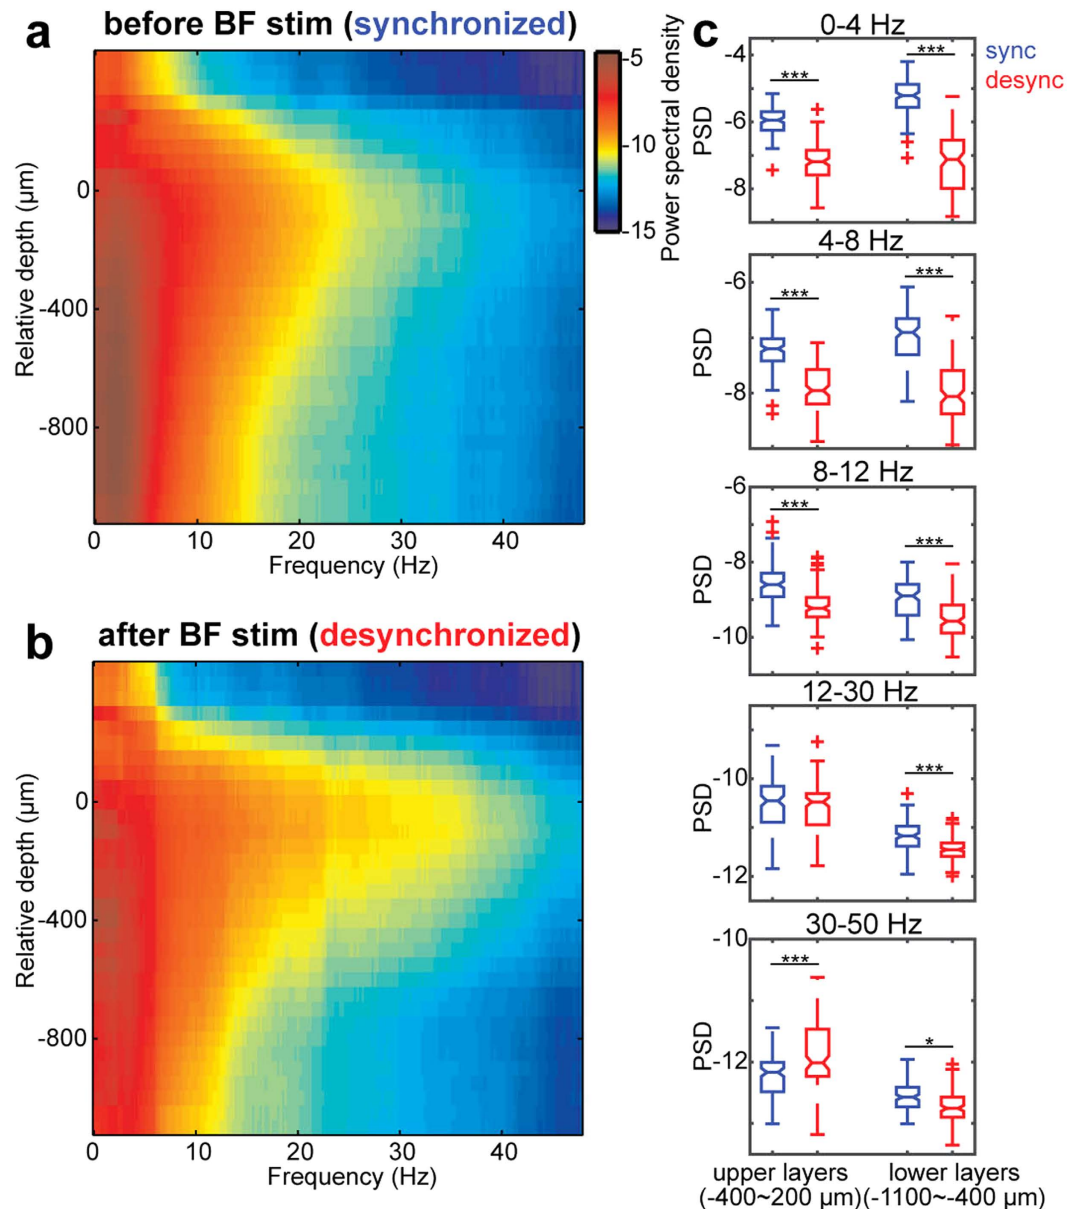 a
before BF stim (synchronized)
Relative depth (µm)
0
-400
-800
0
10
20
30
40
Frequency (Hz)
-5
-10
-15
Power spectral density
b
after BF stim (desynchronized)
Relative depth (µm)
0
-400
-800
0
10
20
30
40
Frequency (Hz)
c
0-4 Hz
sync
desync
PSD
-4
-6
-8
***
***
4-8 Hz
PSD
-6
-8
***
***
8-12 Hz
PSD
-6
-8
-10
***
***
12-30 Hz
PSD
-10
-12
***
30-50 Hz
PSD
-10
-12
***
*
upper layers
(-400~200 µm)
lower layers
(-1100~-400 µm)